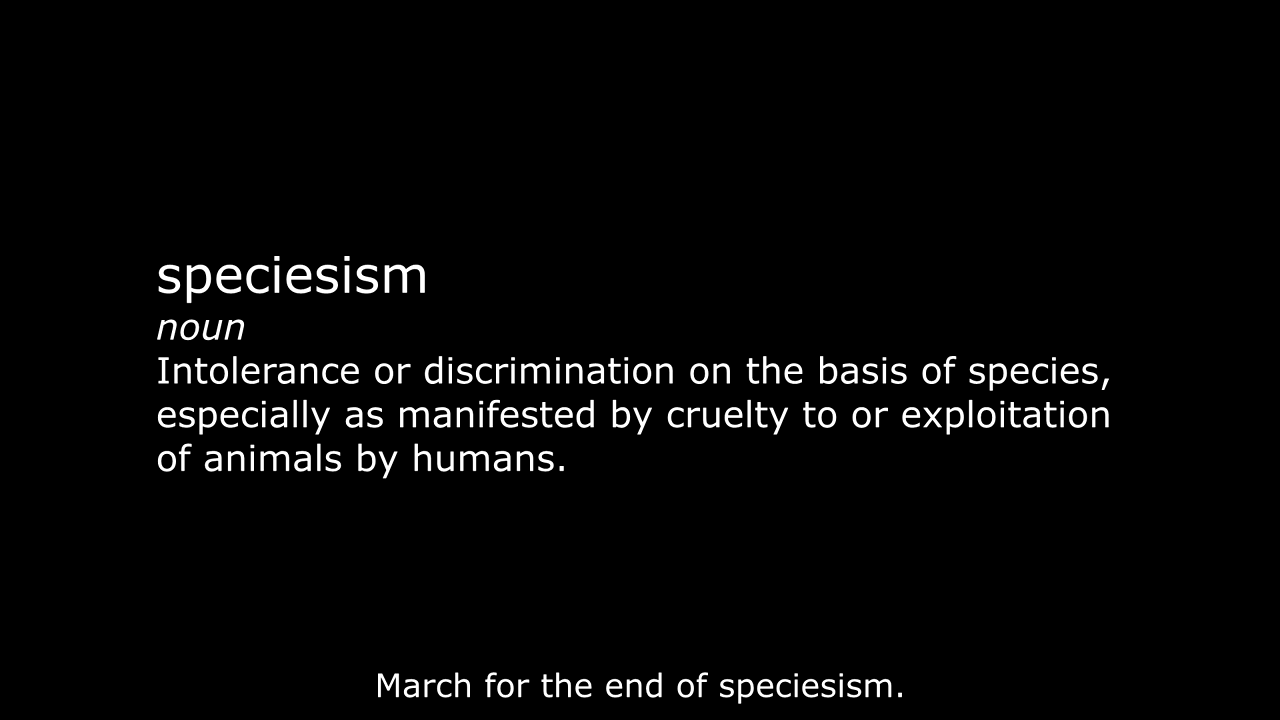 speciesism
noun
Intolerance or discrimination on the basis of species,
especially as manifested by cruelty to or exploitation
of animals by humans.
March for the end of speciesism.